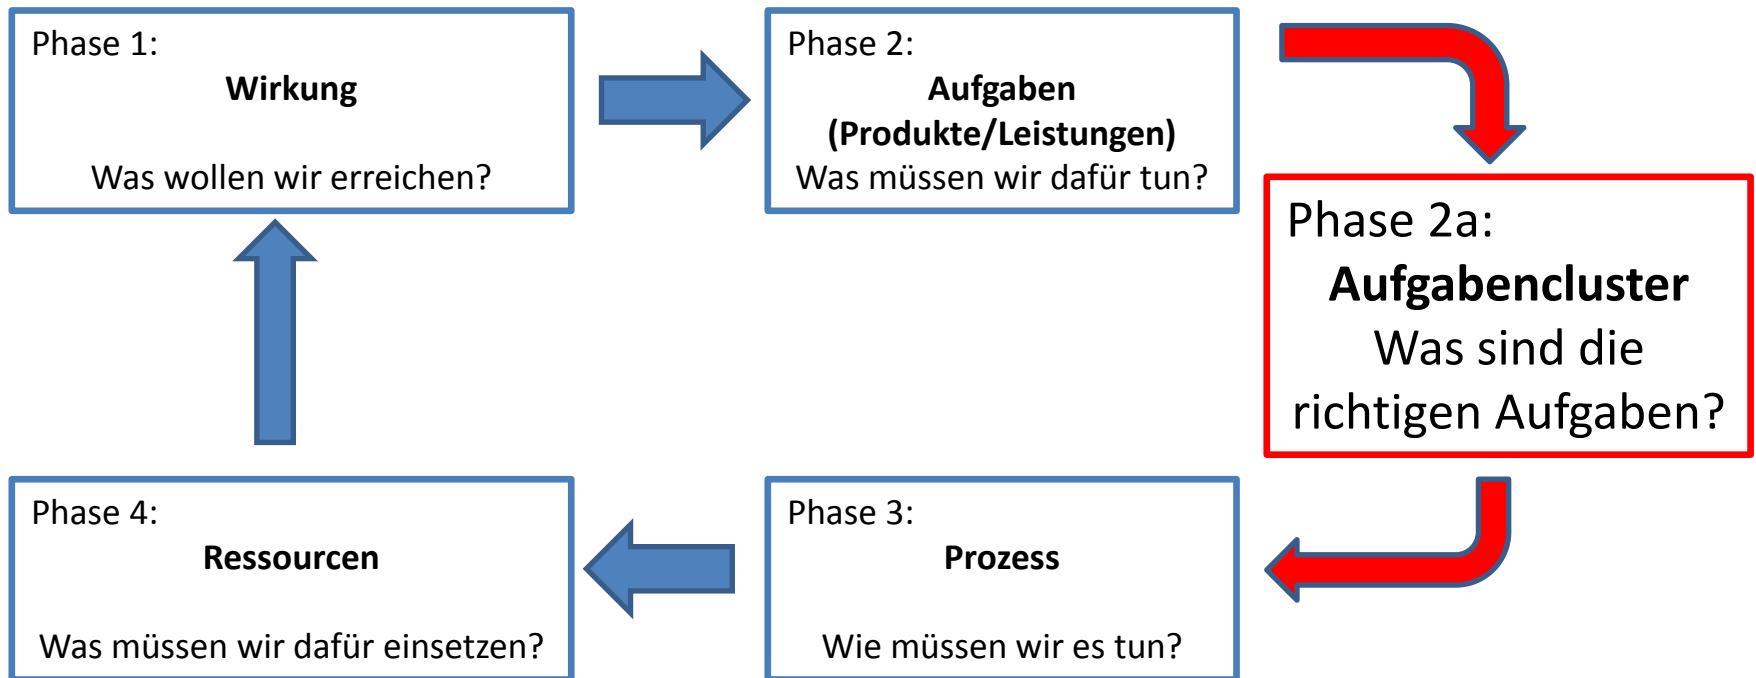 Phase 1:
Wirkung
Was wollen wir erreichen?
Phase 2:
Aufgaben
(Produkte/Leistungen)
Was müssen wir dafür tun?
Phase 2a:
Aufgabencluster
Was sind die
richtigen Aufgaben?
Phase 3:
Prozess
Wie müssen wir es tun?
Phase 4:
Ressourcen
Was müssen wir dafür einsetzen?